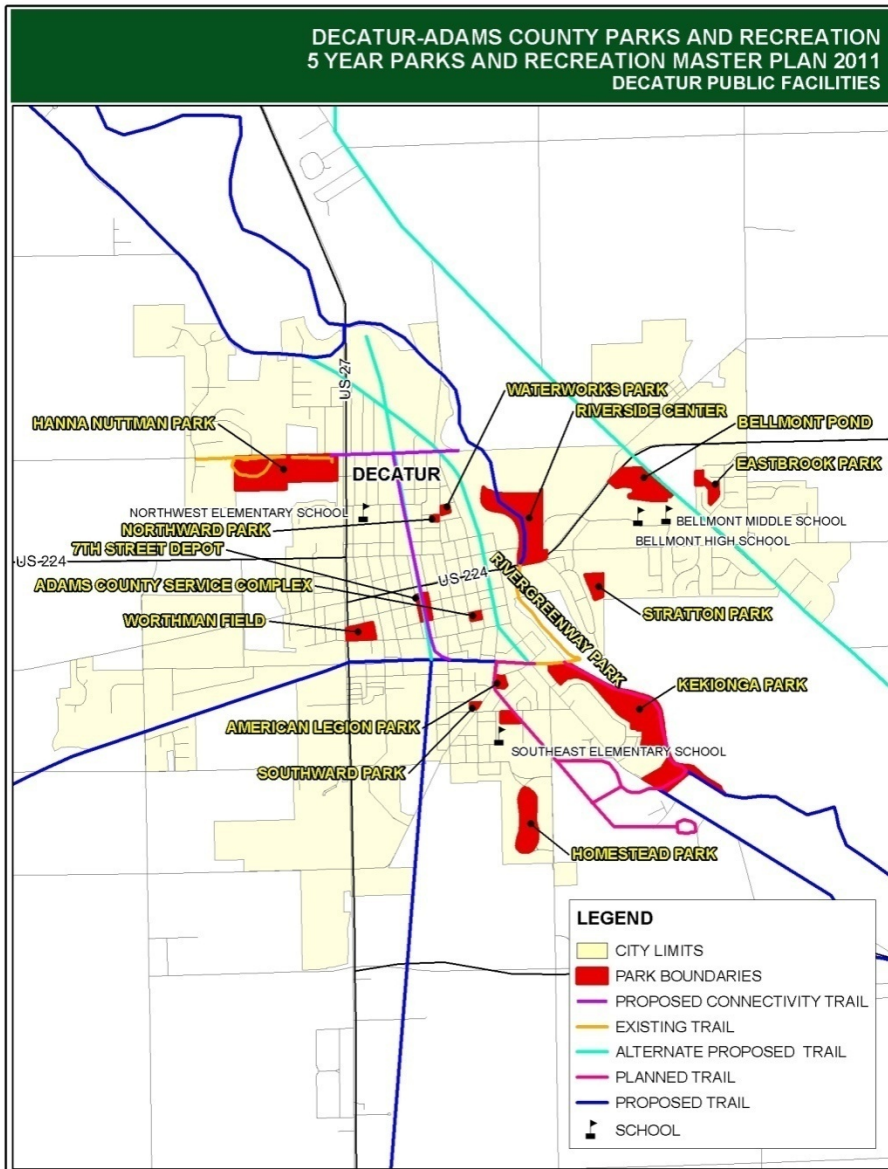 DECATUR-ADAMS COUNTY PARKS AND RECREATION
5 YEAR PARKS AND RECREATION MASTER PLAN 2011
DECATUR PUBLIC FACILITIES
US-27
WATERWORKS PARK
RIVERSIDE CENTER
HANNA NUTTMAN PARK
BELLMONT POND
EASTBROOK PARK
DECATUR
NORTHWEST ELEMENTARY SCHOOL
NORTHWARD PARK
BELLMONT MIDDLE SCHOOL
BELLMONT HIGH SCHOOL
7TH STREET DEPOT
US-224
US-224
ADAMS COUNTY SERVICE COMPLEX
RIVERGREENWAY PARK
STRATTON PARK
WORTHMAN FIELD
KEKIONGA PARK
AMERICAN LEGION PARK
SOUTHEAST ELEMENTARY SCHOOL
SOUTHWARD PARK
HOMESTEAD PARK
LEGEND
CITY LIMITS
PARK BOUNDARIES
PROPOSED CONNECTIVITY TRAIL
EXISTING TRAIL
ALTERNATE PROPOSED TRAIL
PLANNED TRAIL
PROPOSED TRAIL
SCHOOL